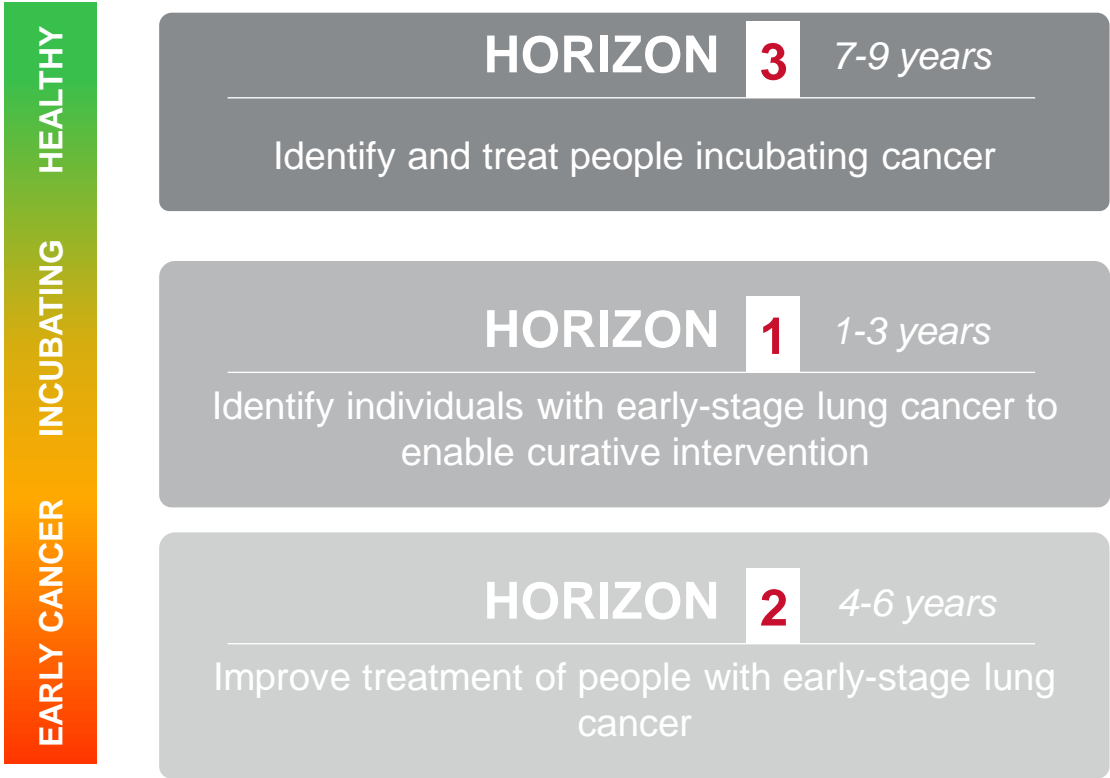 HEALTHY
INCUBATING
EARLY CANCER
HORIZON 3 7-9 years
Identify and treat people incubating cancer
HORIZON 1 1-3 years
Identify individuals with early-stage lung cancer to
enable curative intervention
HORIZON 2 4-6 years
Improve treatment of people with early-stage lung
cancer